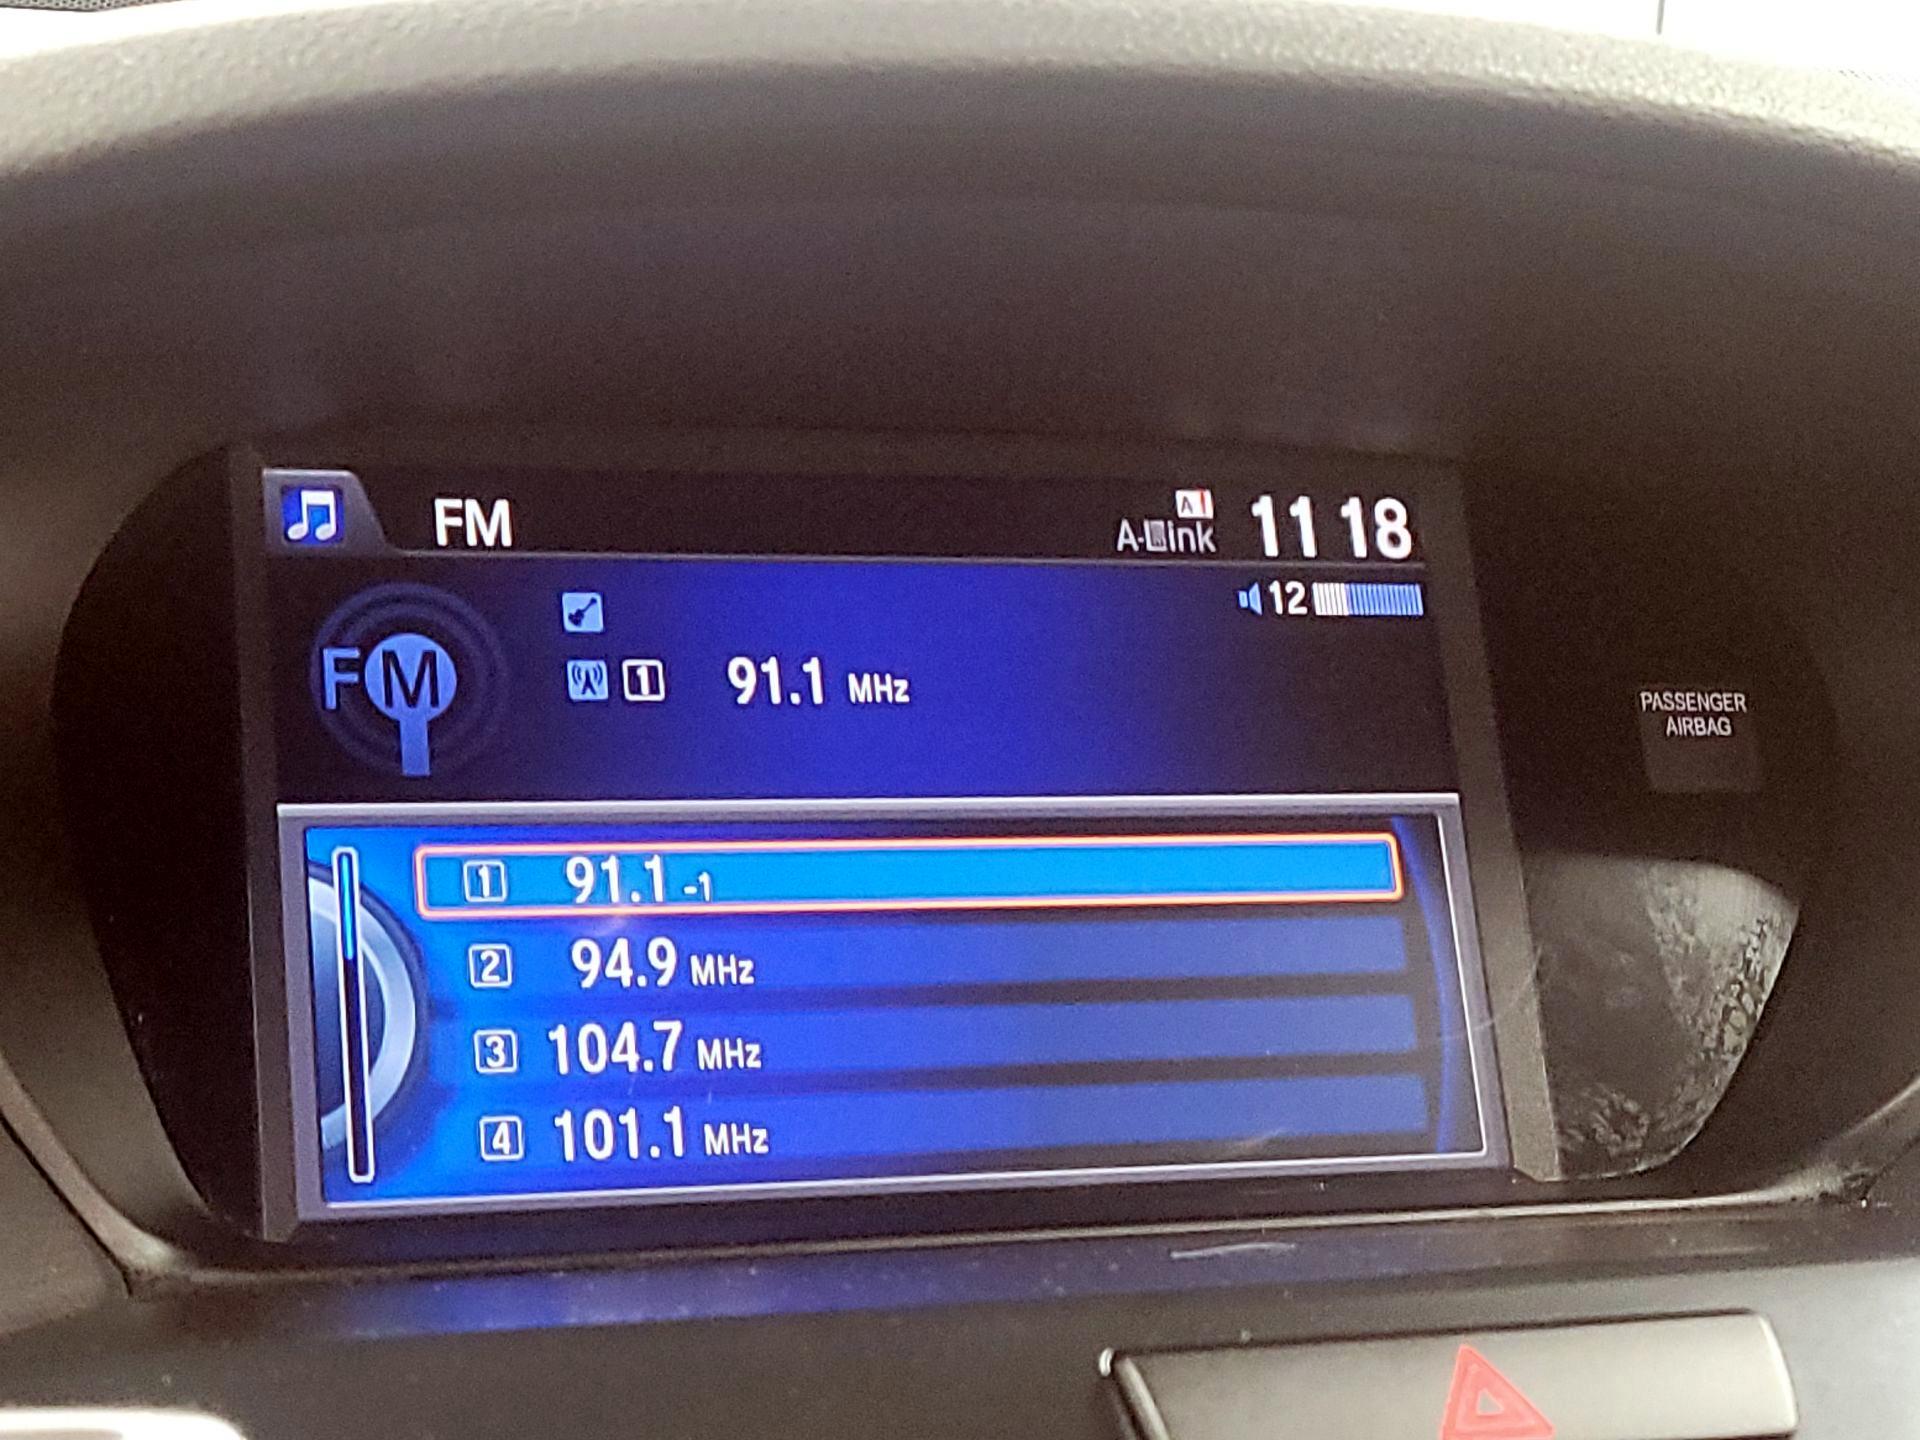 FM
A
A-Link
11 18
12
FM
1 91.1 MHz
PASSENGER
AIRBAG
1 91.1 -1
2 94.9 MHz
3 104.7 MHz
4 101.1 MHz